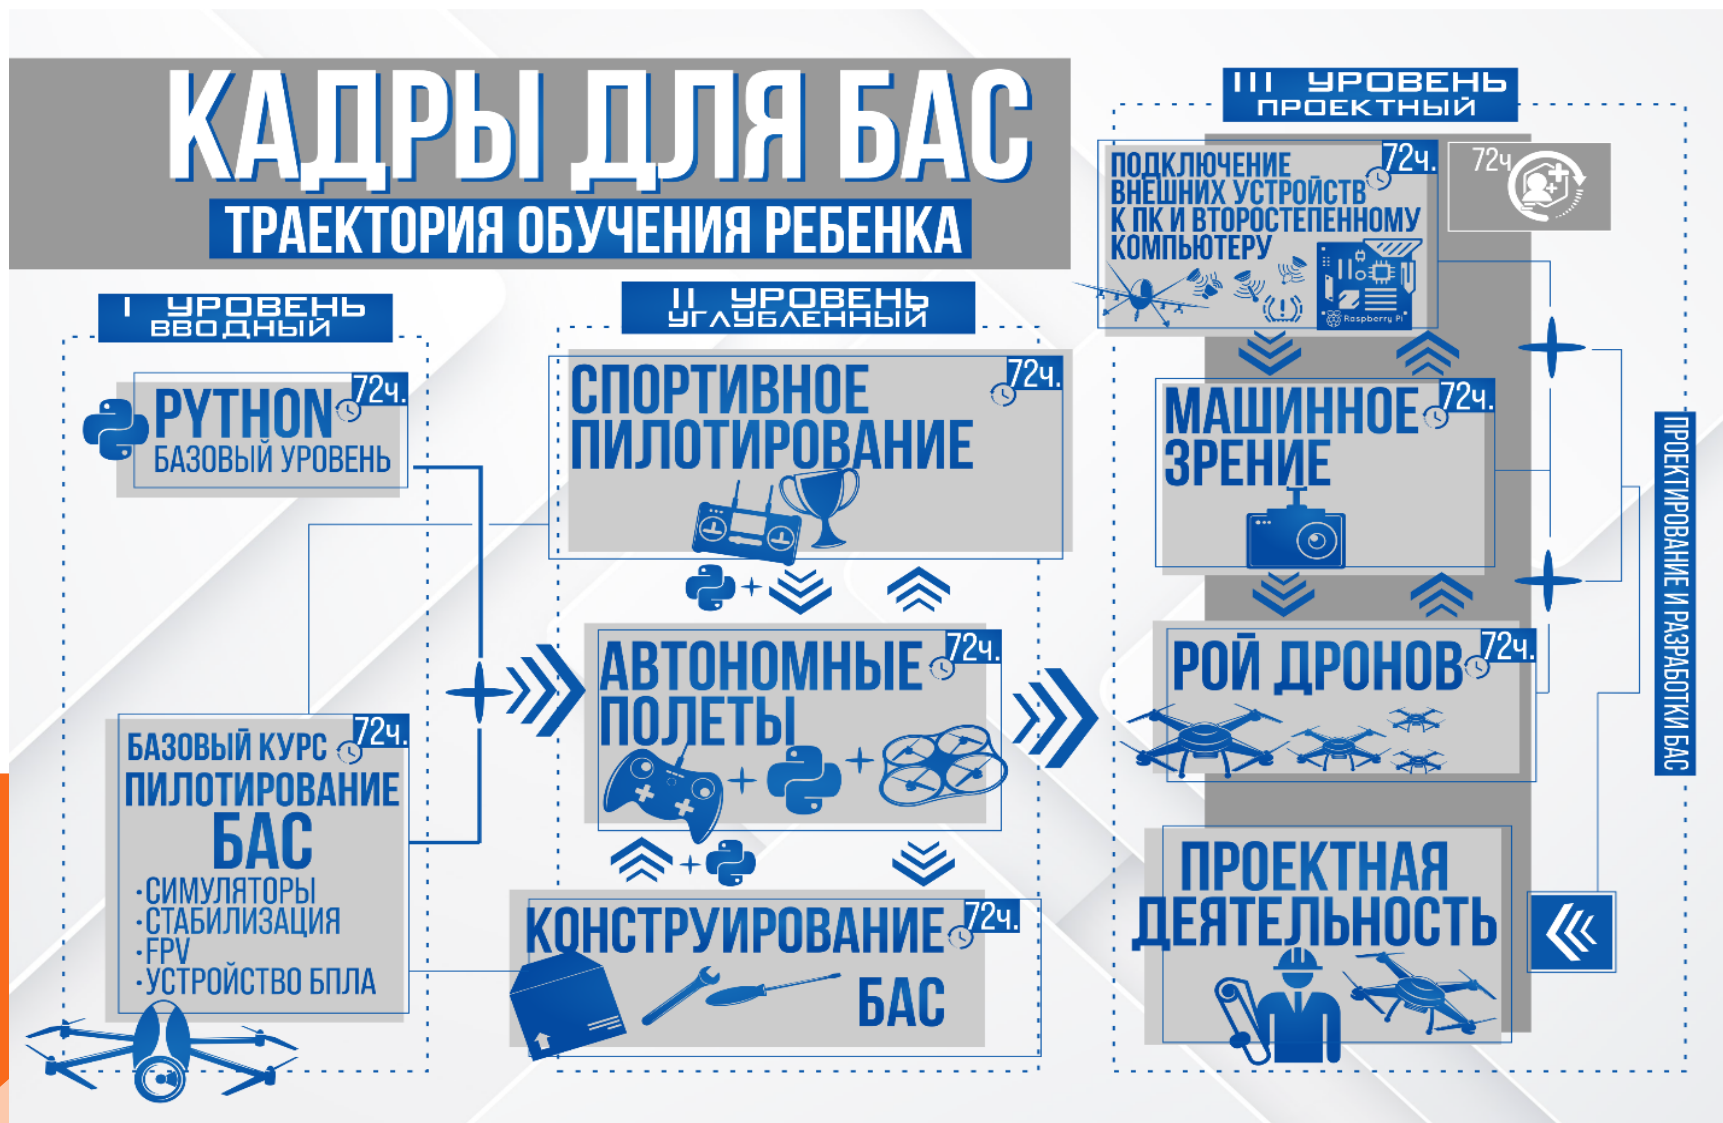 КАДРЫ ДЛЯ БАС
ТРАЕКТОРИЯ ОБУЧЕНИЯ РЕБЕНКА
I УРОВЕНЬ
ВВОДНЫЙ
PYTHON
72ч.
БАЗОВЫЙ УРОВЕНЬ
БАЗОВЫЙ КУРС
72ч.
ПИЛОТИРОВАНИЕ
БАС
·СИМУЛЯТОРЫ
·СТАБИЛИЗАЦИЯ
·FPV
·УСТРОЙСТВО БПЛА
II УРОВЕНЬ
УГЛУБЛЕННЫЙ
СПОРТИВНОЕ
72ч.
ПИЛОТИРОВАНИЕ
АВТОНОМНЫЕ
72ч.
ПОЛЕТЫ
КОНСТРУИРОВАНИЕ
72ч.
БАС
III УРОВЕНЬ
ПРОЕКТНЫЙ
ПОДКЛЮЧЕНИЕ
72ч.
ВНЕШНИХ УСТРОЙСТВ
К ПК И ВТОРОСТЕПЕННОМУ
КОМПЬЮТЕРУ
Raspberry Pi
72ч
МАШИННОЕ
72ч.
ЗРЕНИЕ
РОЙ ДРОНОВ
72ч.
ПРОЕКТНАЯ
ДЕЯТЕЛЬНОСТЬ
ПРОЕКТИРОВАНИЕ И РАЗРАБОТКИ БАС